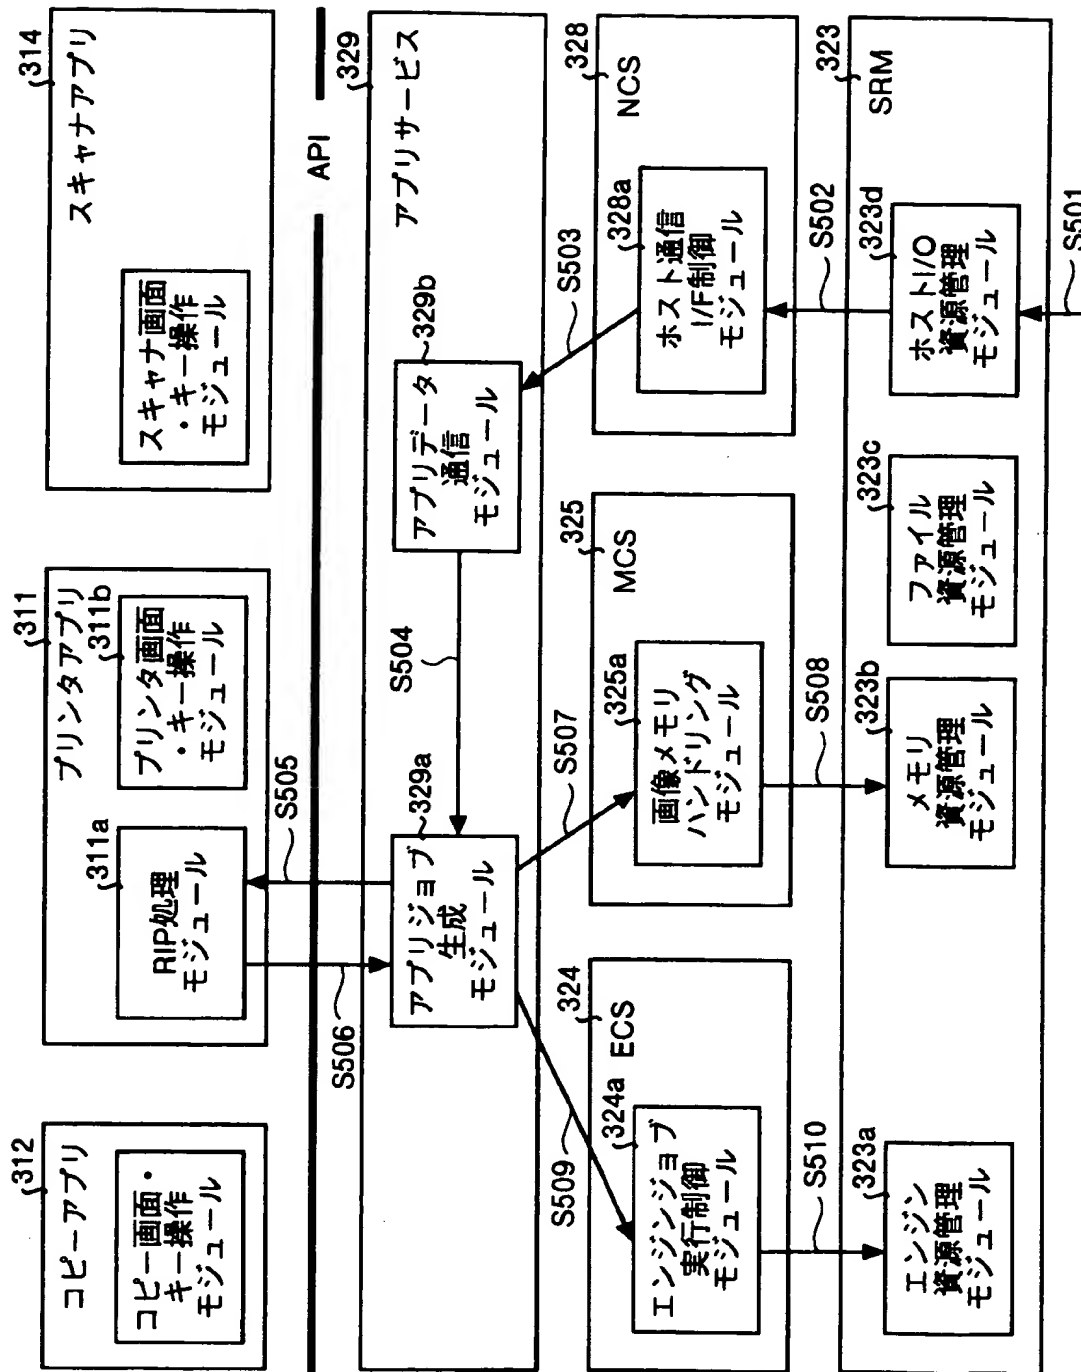 312
コピーアプリ
コピー画面・
キー操作
モジュール
311
プリンタアプリ
311a
RIP処理
モジュール
311b
プリンタ画面
・キー操作
モジュール
314
スキャナアプリ
スキャナ画面
・キー操作
モジュール
S506
S505
API
329
アプリサービス
329a
アプリジョブ
生成
モジュール
S504
329b
アプリデータ
通信
モジュール
S509
S507
S503
324
ECS
324a
エンジンジョブ
実行制御
モジュール
325
MCS
325a
画像メモリ
ハンドリング
モジュール
328
NCS
328a
ホスト通信
I/F制御
モジュール
S510
S508
S502
323
SRM
323a
エンジン
資源管理
モジュール
323b
メモリ
資源管理
モジュール
323c
ファイル
資源管理
モジュール
323d
ホストI/O
資源管理
モジュール
S501